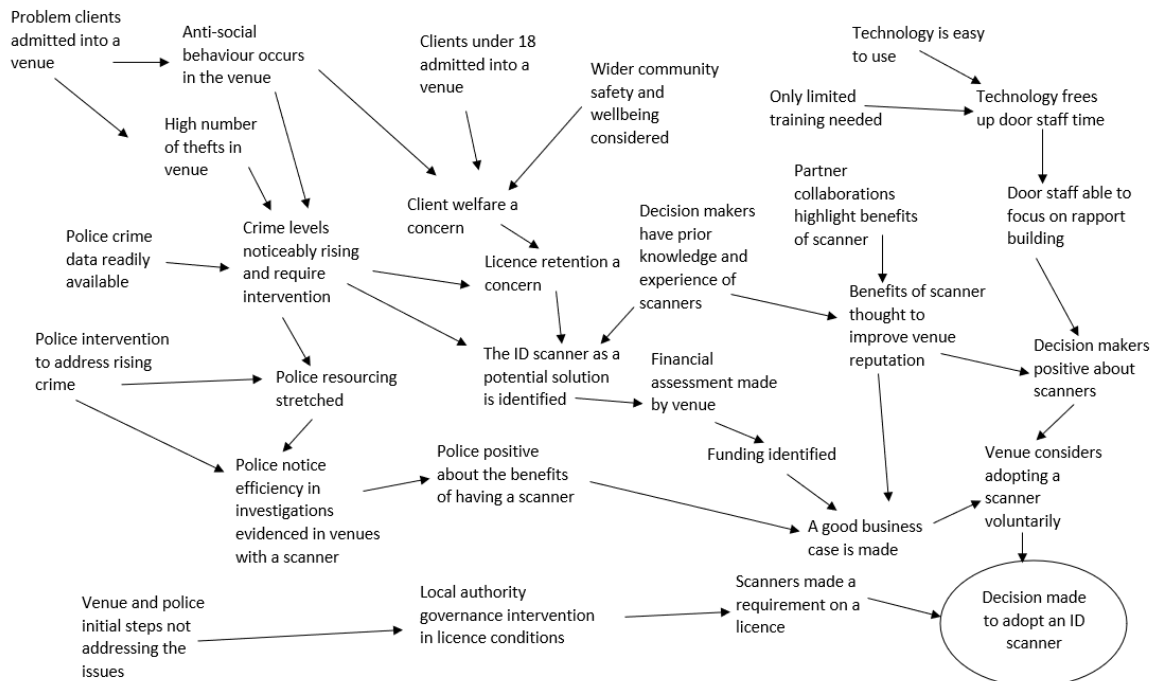 Problem clients
admitted into a
venue
Anti-social
behaviour occurs
in the venue
Clients under 18
admitted into a
venue
Wider community
safety and
wellbeing
considered
Technology is easy
to use
Only limited
training needed
Technology frees
up door staff time
High number
of thefts in
venue
Partner
collaborations
highlight benefits
of scanner
Door staff able to
focus on rapport
building
Client welfare a
concern
Decision makers
have prior
knowledge and
experience of
scanners
Police crime
data readily
available
Crime levels
noticeably rising
and require
intervention
Licence retention a
concern
Benefits of scanner
thought to
improve venue
reputation
Police intervention
to address rising
crime
Police resourcing
stretched
The ID scanner as a
potential solution
is identified
Financial
assessment made
by venue
Decision makers
positive about
scanners
Police notice
efficiency in
investigations
evidenced in venues
with a scanner
Police positive
about the benefits
of having a scanner
Funding identified
Venue considers
adopting a
scanner
voluntarily
A good business
case is made
Venue and police
initial steps not
addressing the
issues
Local authority
governance intervention
in licence conditions
Scanners made a
requirement on a
licence
Decision made
to adopt an ID
scanner